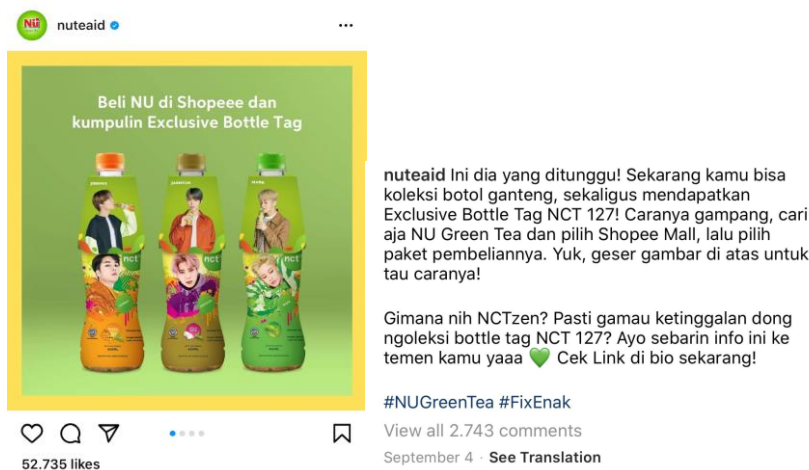 Nü
nuteaid
Beli NU di Shopeee dan
kumpulin Exclusive Bottle Tag
nct
nct
52.735 likes
nuteaid Ini dia yang ditunggu! Sekarang kamu bisa
koleksi botol ganteng, sekaligus mendapatkan
Exclusive Bottle Tag NCT 127! Caranya gampang, cari
aja NU Green Tea dan pilih Shopee Mall, lalu pilih
paket pembeliannya. Yuk, geser gambar di atas untuk
tau caranya!
Gimana nih NCTzen? Pasti gamau ketinggalan dong
ngoleksi bottle tag NCT 127? Ayo sebarin info ini ke
temen kamu yaaa 💚 Cek Link di bio sekarang!
#NUGreenTea #FixEnak
View all 2.743 comments
September 4 · See Translation